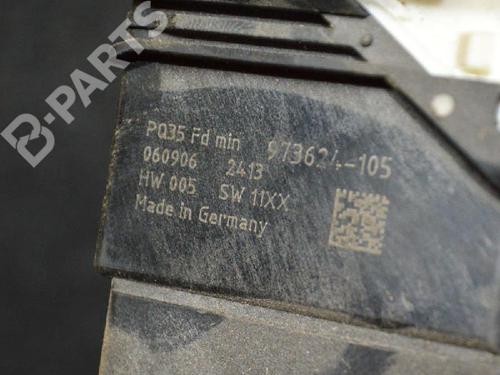 B-PARTS
PQ35 Fd min 973624-105
060906 2413
HW 005 SW 11XX
Made in Germany